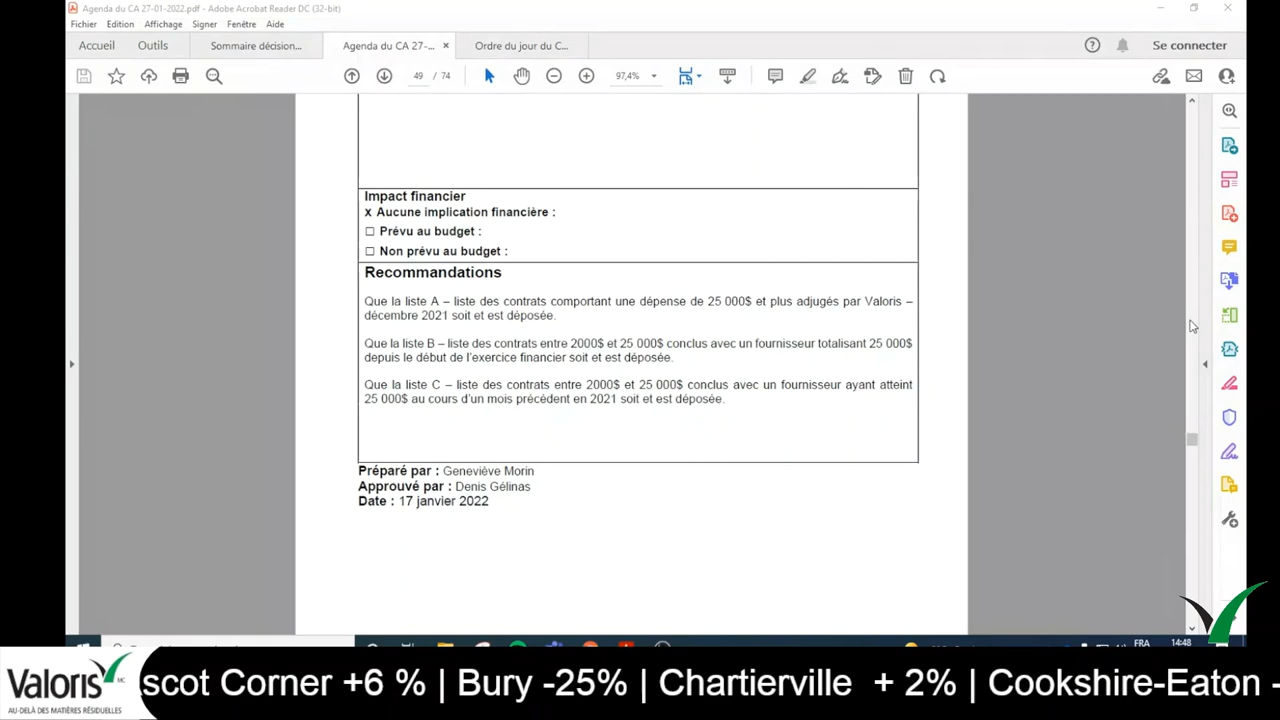 Agenda du CA 27-01-2022.pdf - Adobe Acrobat Reader DC (32-bit)
Fichier Edition Affichage Signer Fenêtre Aide
Accueil Outils Sommaire décision... Agenda du CA 27-... × Ordre du jour du C... Se connecter
49 / 74 97,4%
Impact financier
x Aucune implication financière :
☐ Prévu au budget :
☐ Non prévu au budget :
Recommandations
Que la liste A – liste des contrats comportant une dépense de 25 000$ et plus adjugés par Valoris –
décembre 2021 soit et est déposée.
Que la liste B – liste des contrats entre 2000$ et 25 000$ conclus avec un fournisseur totalisant 25 000$
depuis le début de l'exercice financier soit et est déposée.
Que la liste C – liste des contrats entre 2000$ et 25 000$ conclus avec un fournisseur ayant atteint
25 000$ au cours d'un mois précédent en 2021 soit et est déposée.
Préparé par : Geneviève Morin
Approuvé par : Denis Gélinas
Date : 17 janvier 2022
FRA 14:48
Valoris MC
AU-DELÀ DES MATIÈRES RÉSIDUELLES
scot Corner +6 % | Bury -25% | Chartierville + 2% | Cookshire-Eaton -